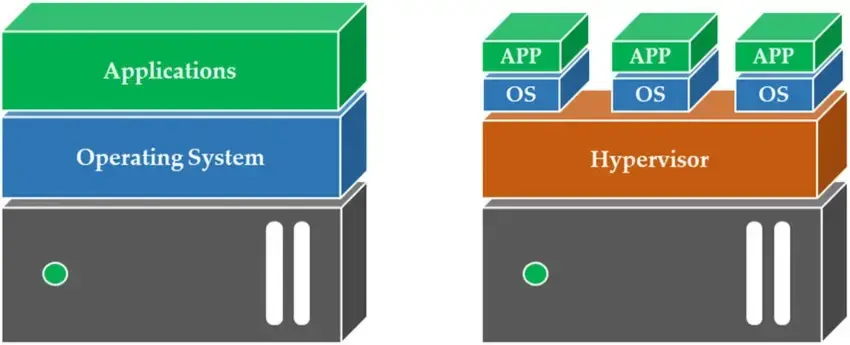 Applications
Operating System
APP
APP
APP
OS
OS
OS
Hypervisor